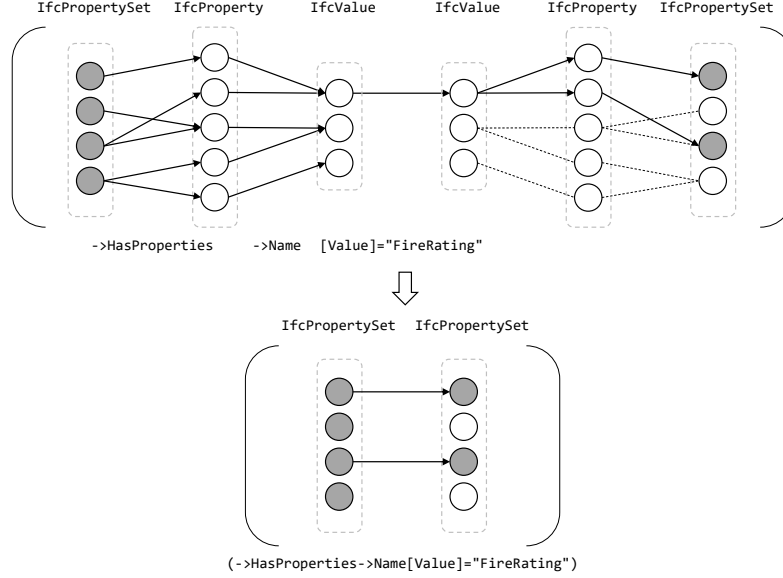 IfcPropertySet IfcProperty IfcValue IfcValue IfcProperty IfcPropertySet
->HasProperties ->Name [Value]="FireRating"
IfcPropertySet IfcPropertySet
(->HasProperties->Name[Value]="FireRating")